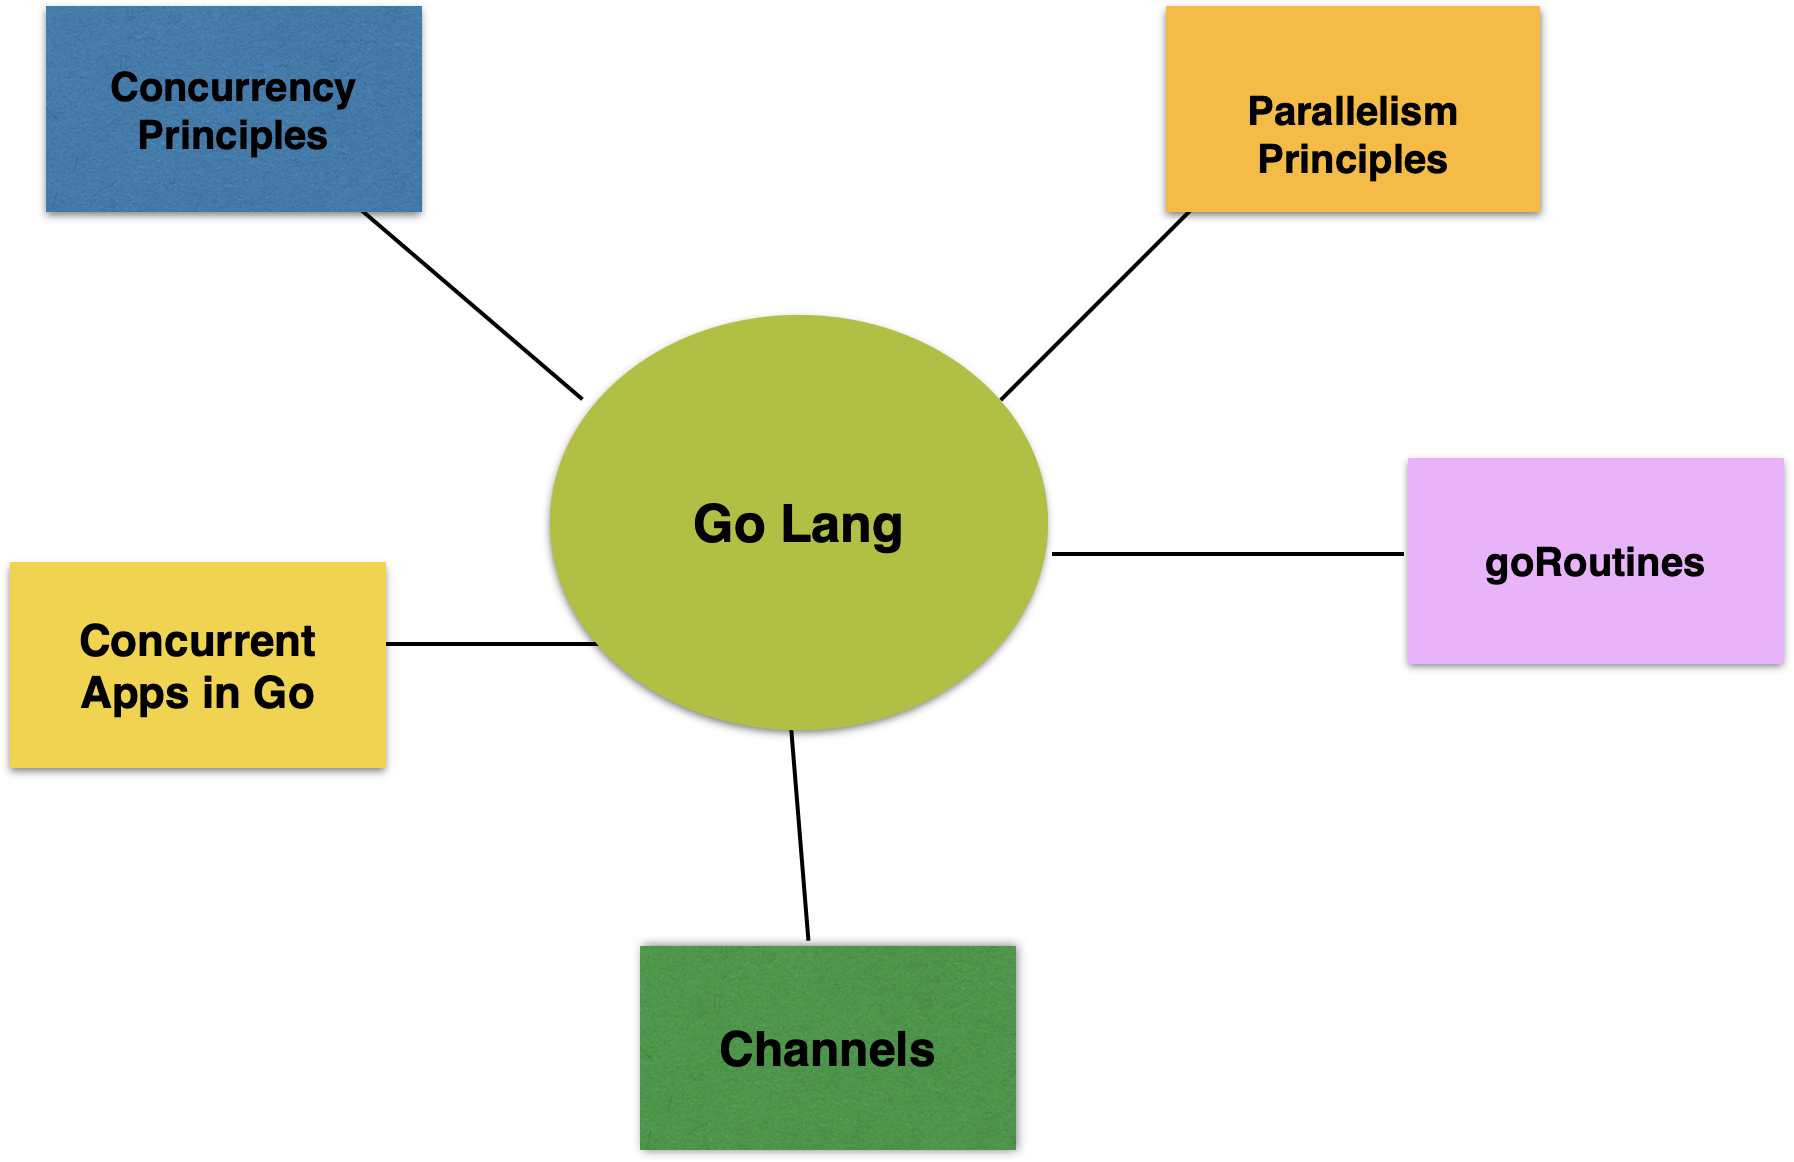 Concurrency
Principles
Parallelism
Principles
Go Lang
goRoutines
Concurrent
Apps in Go
Channels